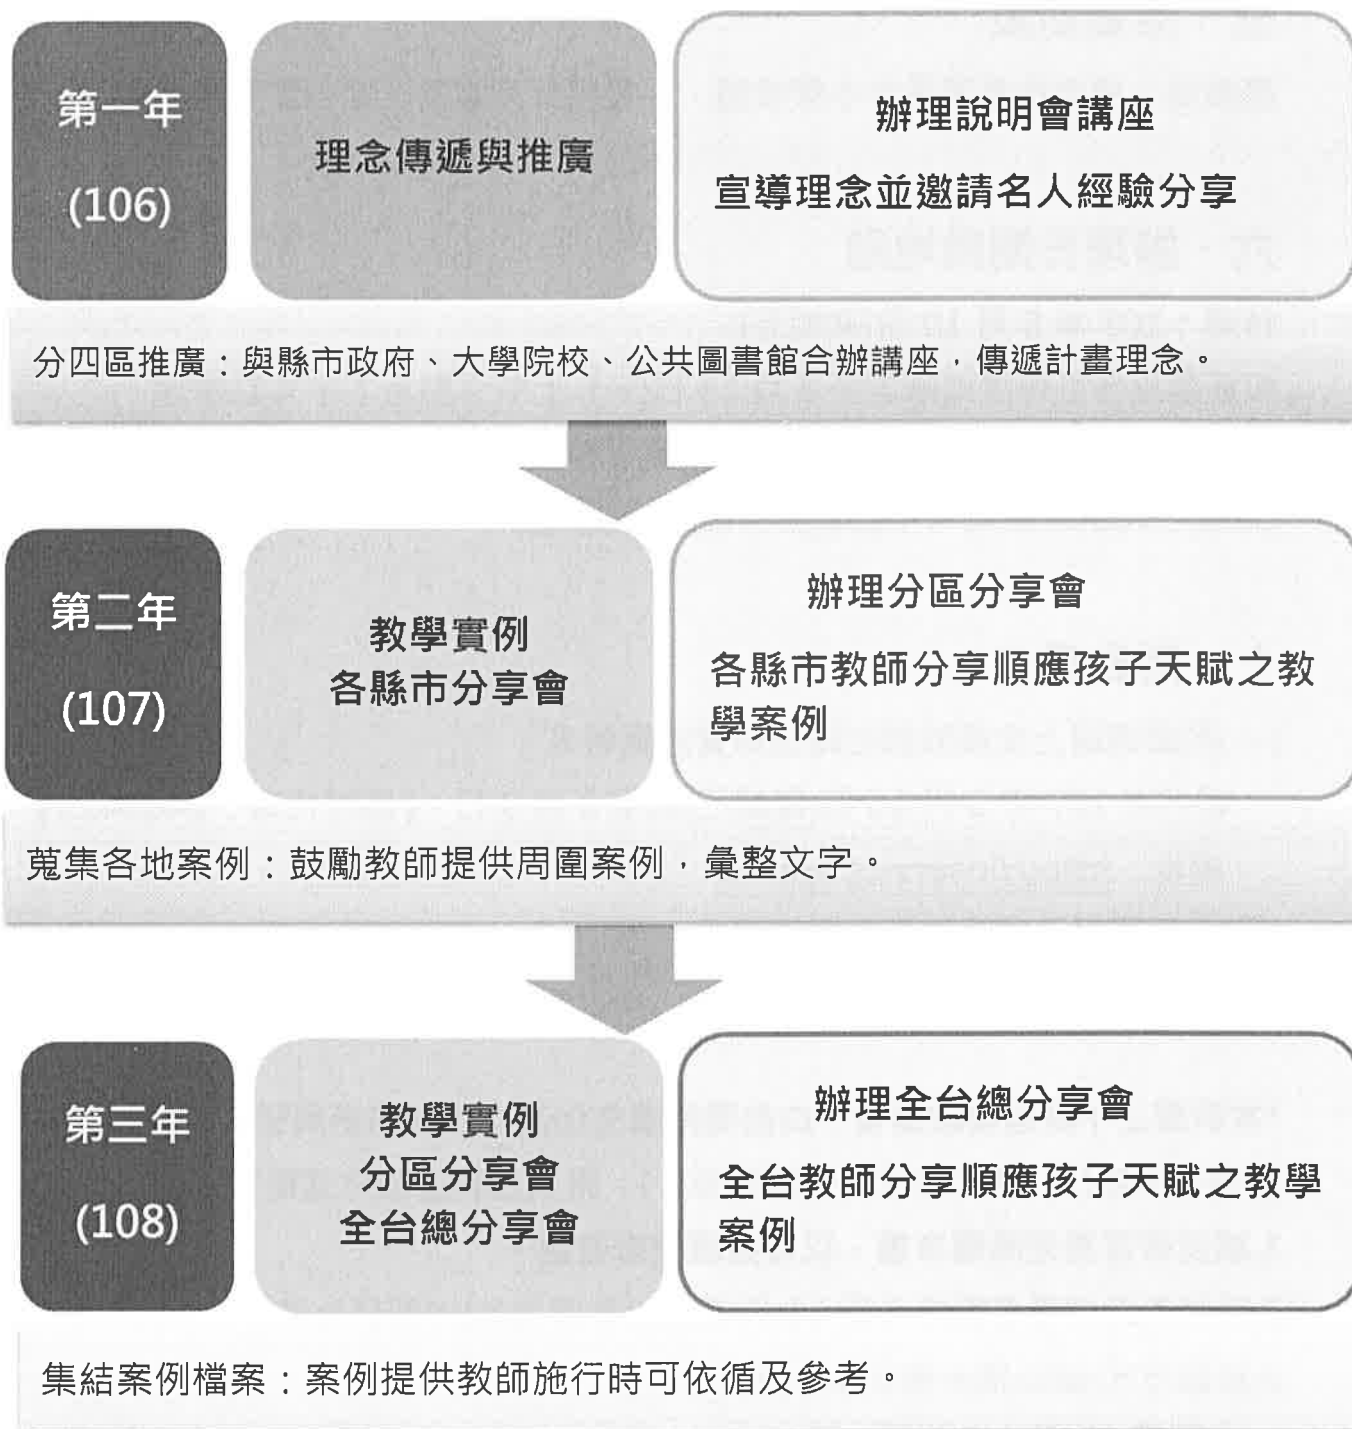 第一年
(106)
理念傳遞與推廣
辦理說明會講座
宣導理念並邀請名人經驗分享
分四區推廣：與縣市政府、大學院校、公共圖書館合辦講座，傳遞計畫理念。
第二年
(107)
教學實例
各縣市分享會
辦理分區分享會
各縣市教師分享順應孩子天賦之教
學案例
蒐集各地案例：鼓勵教師提供周圍案例，彙整文字。
第三年
(108)
教學實例
分區分享會
全台總分享會
辦理全台總分享會
全台教師分享順應孩子天賦之教學
案例
集結案例檔案：案例提供教師施行時可依循及參考。